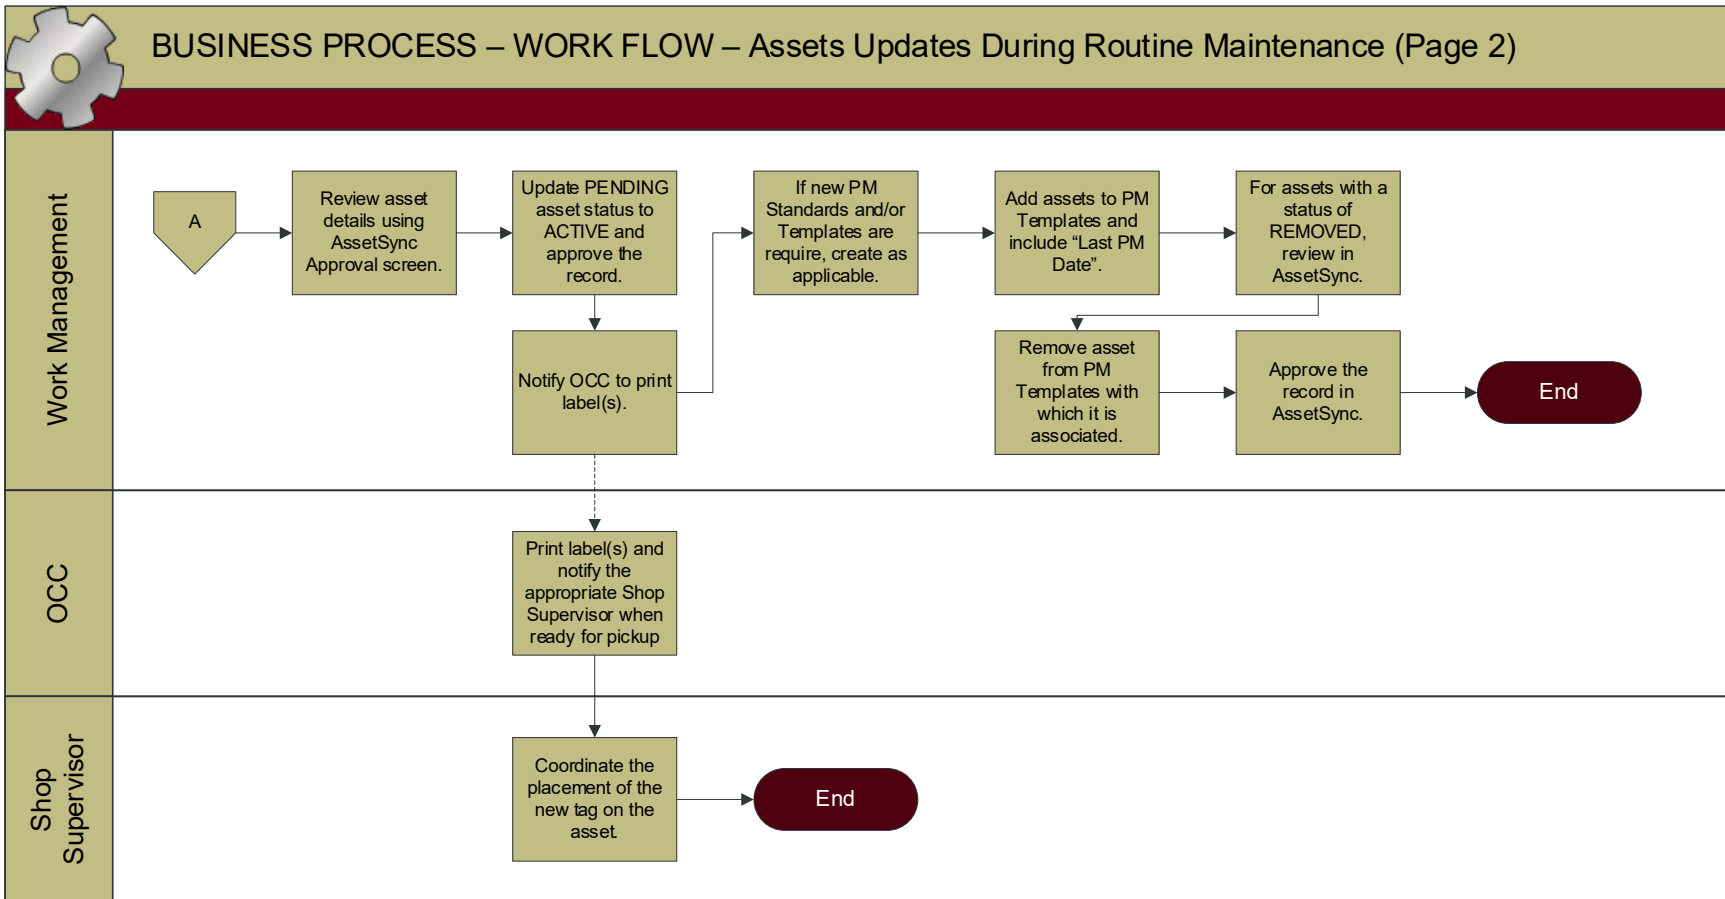 BUSINESS PROCESS – WORK FLOW – Assets Updates During Routine Maintenance (Page 2)
Work Management
A
Review asset
details using
AssetSync
Approval screen.
Update PENDING
asset status to
ACTIVE and
approve the
record.
If new PM
Standards and/or
Templates are
require, create as
applicable.
Add assets to PM
Templates and
include “Last PM
Date”.
For assets with a
status of
REMOVED,
review in
AssetSync.
Notify OCC to print
label(s).
Remove asset
from PM
Templates with
which it is
associated.
Approve the
record in
AssetSync.
End
OCC
Print label(s) and
notify the
appropriate Shop
Supervisor when
ready for pickup
Shop
Supervisor
Coordinate the
placement of the
new tag on the
asset.
End